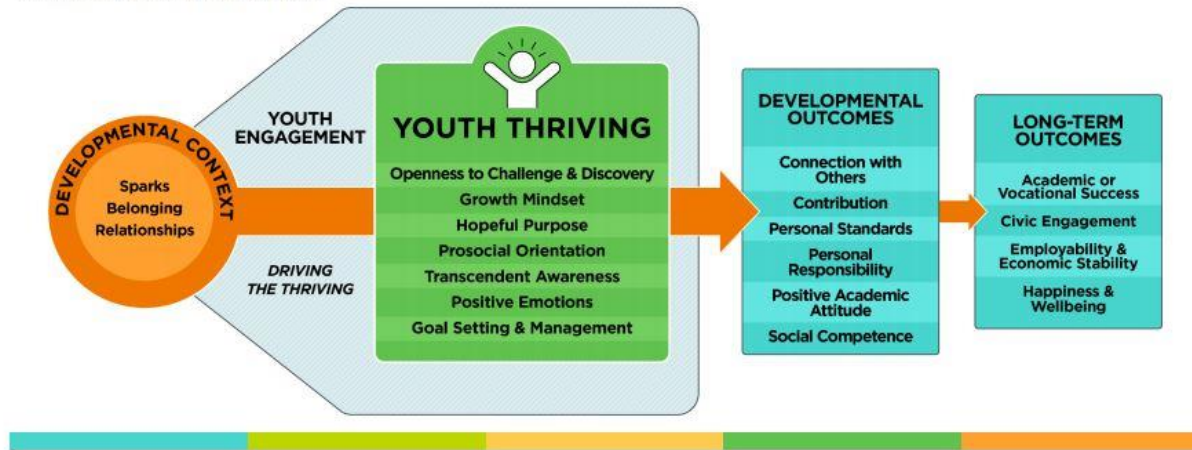 DEVELOPMENTAL CONTEXT
Sparks
Belonging
Relationships
YOUTH
ENGAGEMENT
DRIVING
THE THRIVING
YOUTH THRIVING
Openness to Challenge & Discovery
Growth Mindset
Hopeful Purpose
Prosocial Orientation
Transcendent Awareness
Positive Emotions
Goal Setting & Management
DEVELOPMENTAL
OUTCOMES
Connection with
Others
Contribution
Personal Standards
Personal
Responsibility
Positive Academic
Attitude
Social Competence
LONG-TERM
OUTCOMES
Academic or
Vocational Success
Civic Engagement
Employability &
Economic Stability
Happiness &
Wellbeing